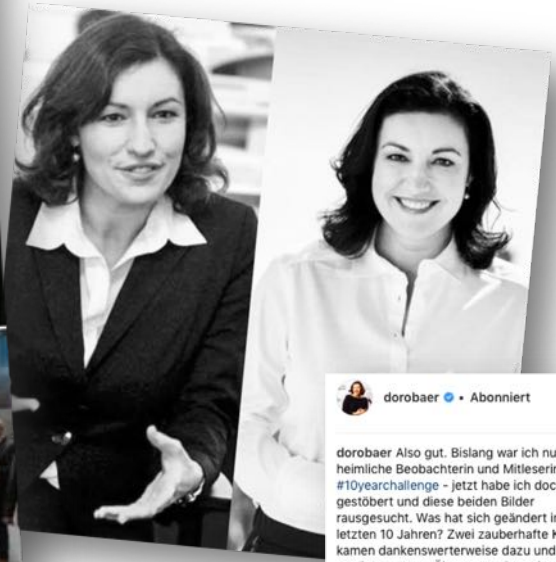 dorobaer • Abonniert
dorobaer Also gut. Bislang war ich nu
heimliche Beobachterin und Mitleserin
#10yearchallenge - jetzt habe ich doc
gestöbert und diese beiden Bilder
rausgesucht. Was hat sich geändert in
letzten 10 Jahren? Zwei zauberhafte K
kamen dankenswerterweise dazu und